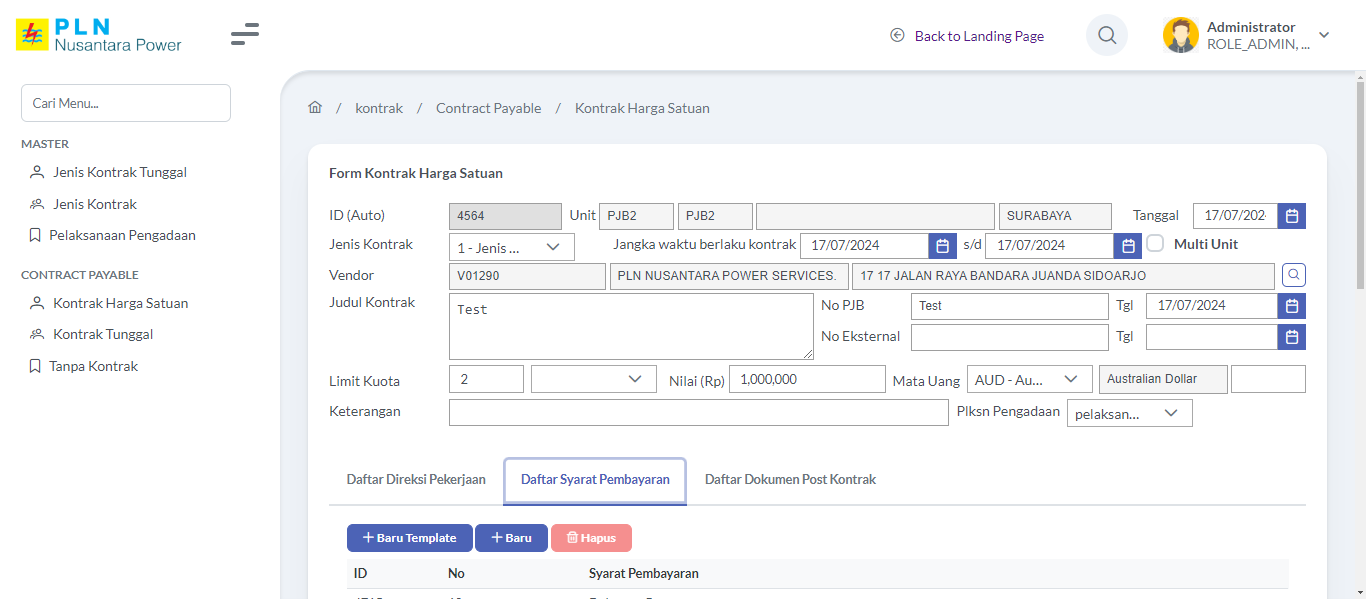 PLN
Nusantara Power
Back to Landing Page
Administrator
ROLE_ADMIN, ...
Cari Menu...
MASTER
Jenis Kontrak Tunggal
Jenis Kontrak
Pelaksanaan Pengadaan
CONTRACT PAYABLE
Kontrak Harga Satuan
Kontrak Tunggal
Tanpa Kontrak
/ kontrak / Contract Payable / Kontrak Harga Satuan
Form Kontrak Harga Satuan
ID (Auto) 4564 Unit PJB2 PJB2 SURABAYA Tanggal 17/07/202
Jenis Kontrak 1 - Jenis ... Jangka waktu berlaku kontrak 17/07/2024 s/d 17/07/2024 Multi Unit
Vendor V01290 PLN NUSANTARA POWER SERVICES. 17 17 JALAN RAYA BANDARA JUANDA SIDOARJO
Judul Kontrak Test No PJB Test Tgl 17/07/2024
No Eksternal Tgl
Limit Kuota 2 Nilai (Rp) 1,000,000 Mata Uang AUD - Au... Australian Dollar
Keterangan Plksn Pengadaan pelaksan...
Daftar Direksi Pekerjaan Daftar Syarat Pembayaran Daftar Dokumen Post Kontrak
Baru Template Baru Hapus
ID No Syarat Pembayaran